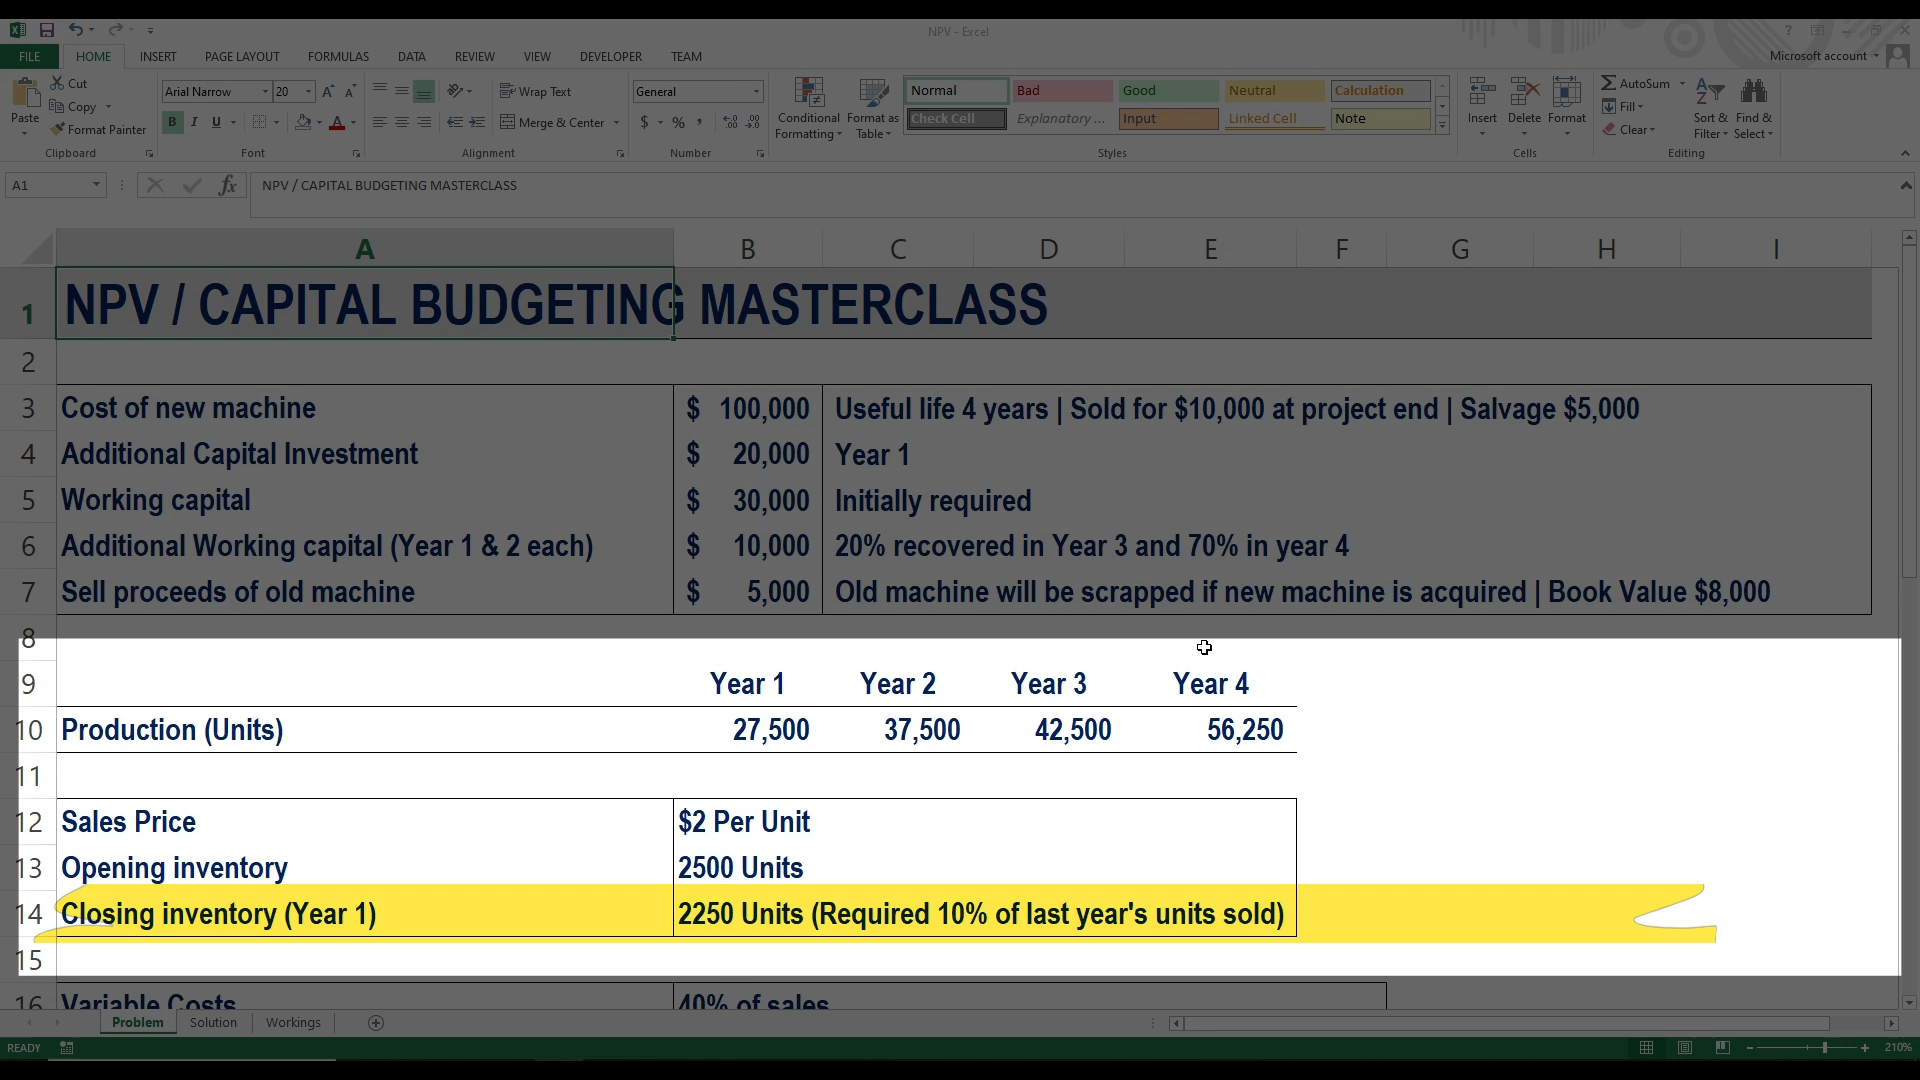 NPV - Excel
FILE HOME INSERT PAGE LAYOUT FORMULAS DATA REVIEW VIEW DEVELOPER TEAM
Microsoft account
Paste
Cut
Copy
Format Painter
Clipboard
Arial Narrow 20
B I U
Font
Wrap Text
Merge & Center
Alignment
General
$ %
Number
Conditional Formatting
Format as Table
Normal Bad Good Neutral Calculation
Check Cell Explanatory ... Input Linked Cell Note
Styles
Insert Delete Format
Cells
AutoSum
Fill
Clear
Sort & Filter
Find & Select
Editing
A1 fx NPV / CAPITAL BUDGETING MASTERCLASS
A B C D E F G H I
1 NPV / CAPITAL BUDGETING MASTERCLASS
2
3 Cost of new machine $ 100,000 Useful life 4 years | Sold for $10,000 at project end | Salvage $5,000
4 Additional Capital Investment $ 20,000 Year 1
5 Working capital $ 30,000 Initially required
6 Additional Working capital (Year 1 & 2 each) $ 10,000 20% recovered in Year 3 and 70% in year 4
7 Sell proceeds of old machine $ 5,000 Old machine will be scrapped if new machine is acquired | Book Value $8,000
8
9 Year 1 Year 2 Year 3 Year 4
10 Production (Units) 27,500 37,500 42,500 56,250
11
12 Sales Price $2 Per Unit
13 Opening inventory 2500 Units
14 Closing inventory (Year 1) 2250 Units (Required 10% of last year's units sold)
15
16 Variable Costs 40% of sales
Problem Solution Workings
READY 210%